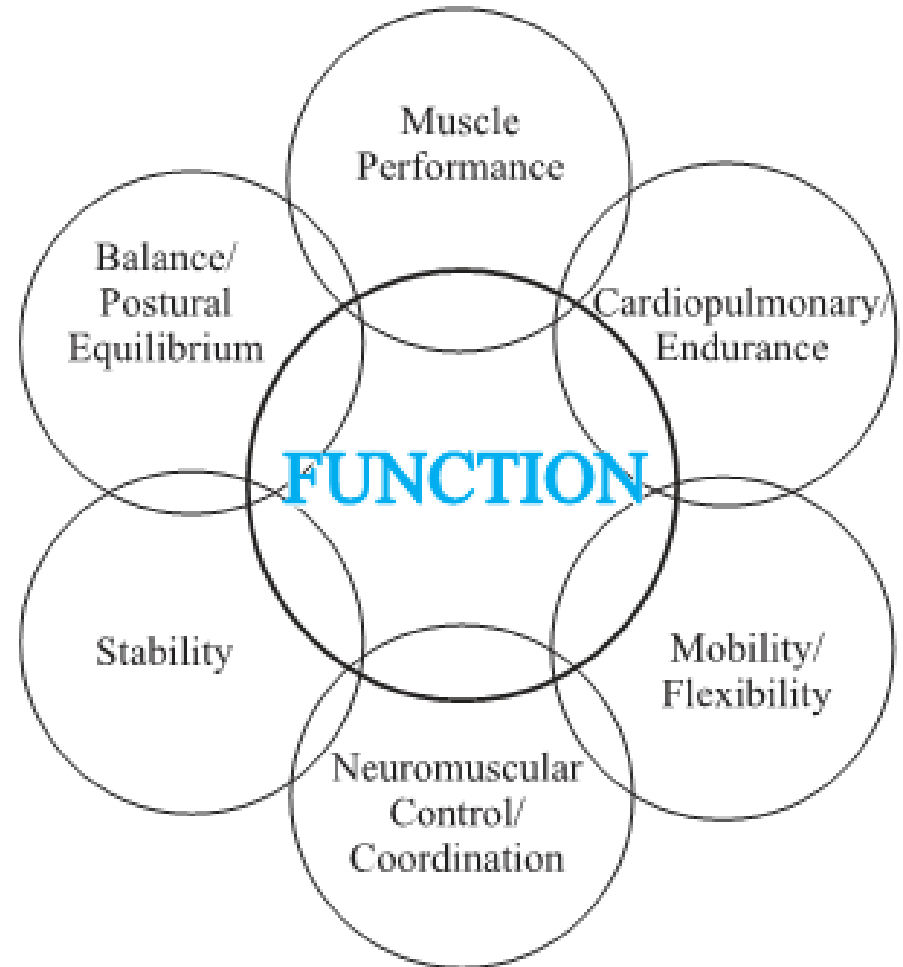 Muscle
Performance
Balance/
Postural
Equilibrium
Cardiopulmonary/
Endurance
FUNCTION
Stability
Mobility/
Flexibility
Neuromuscular
Control/
Coordination